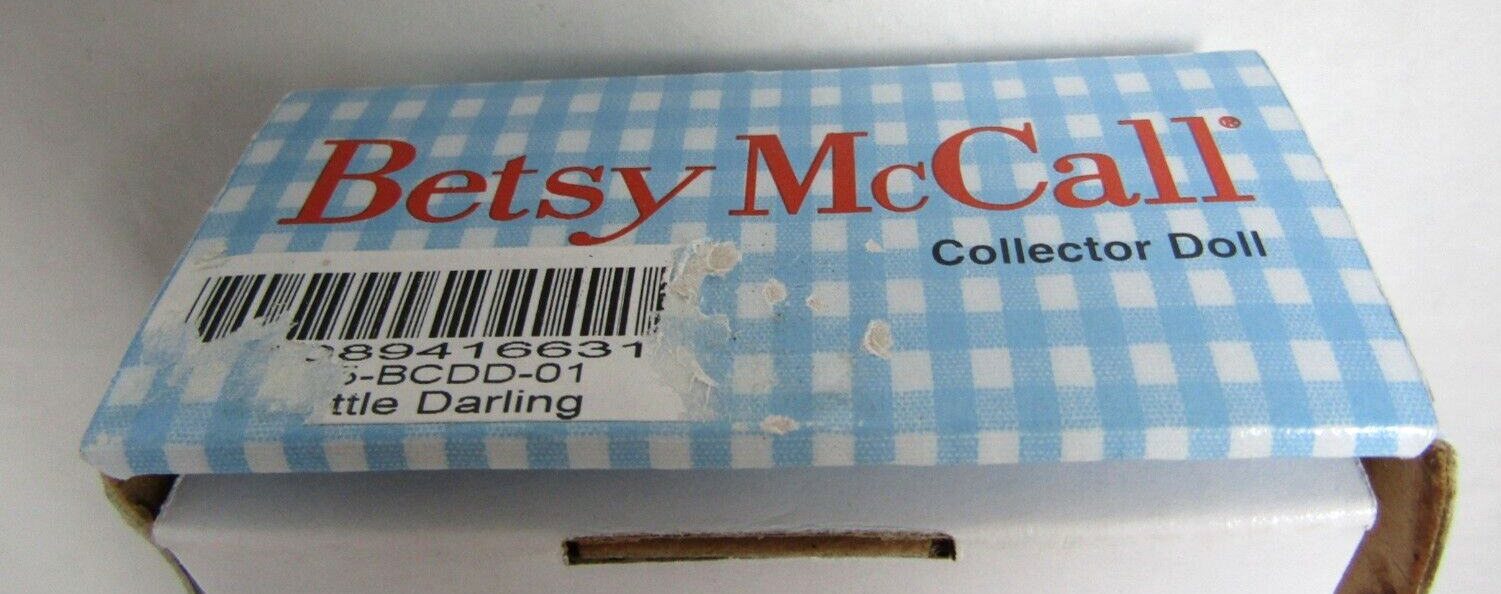 Betsy McCall®
Collector Doll
89416631
-BCDD-01
ttle Darling